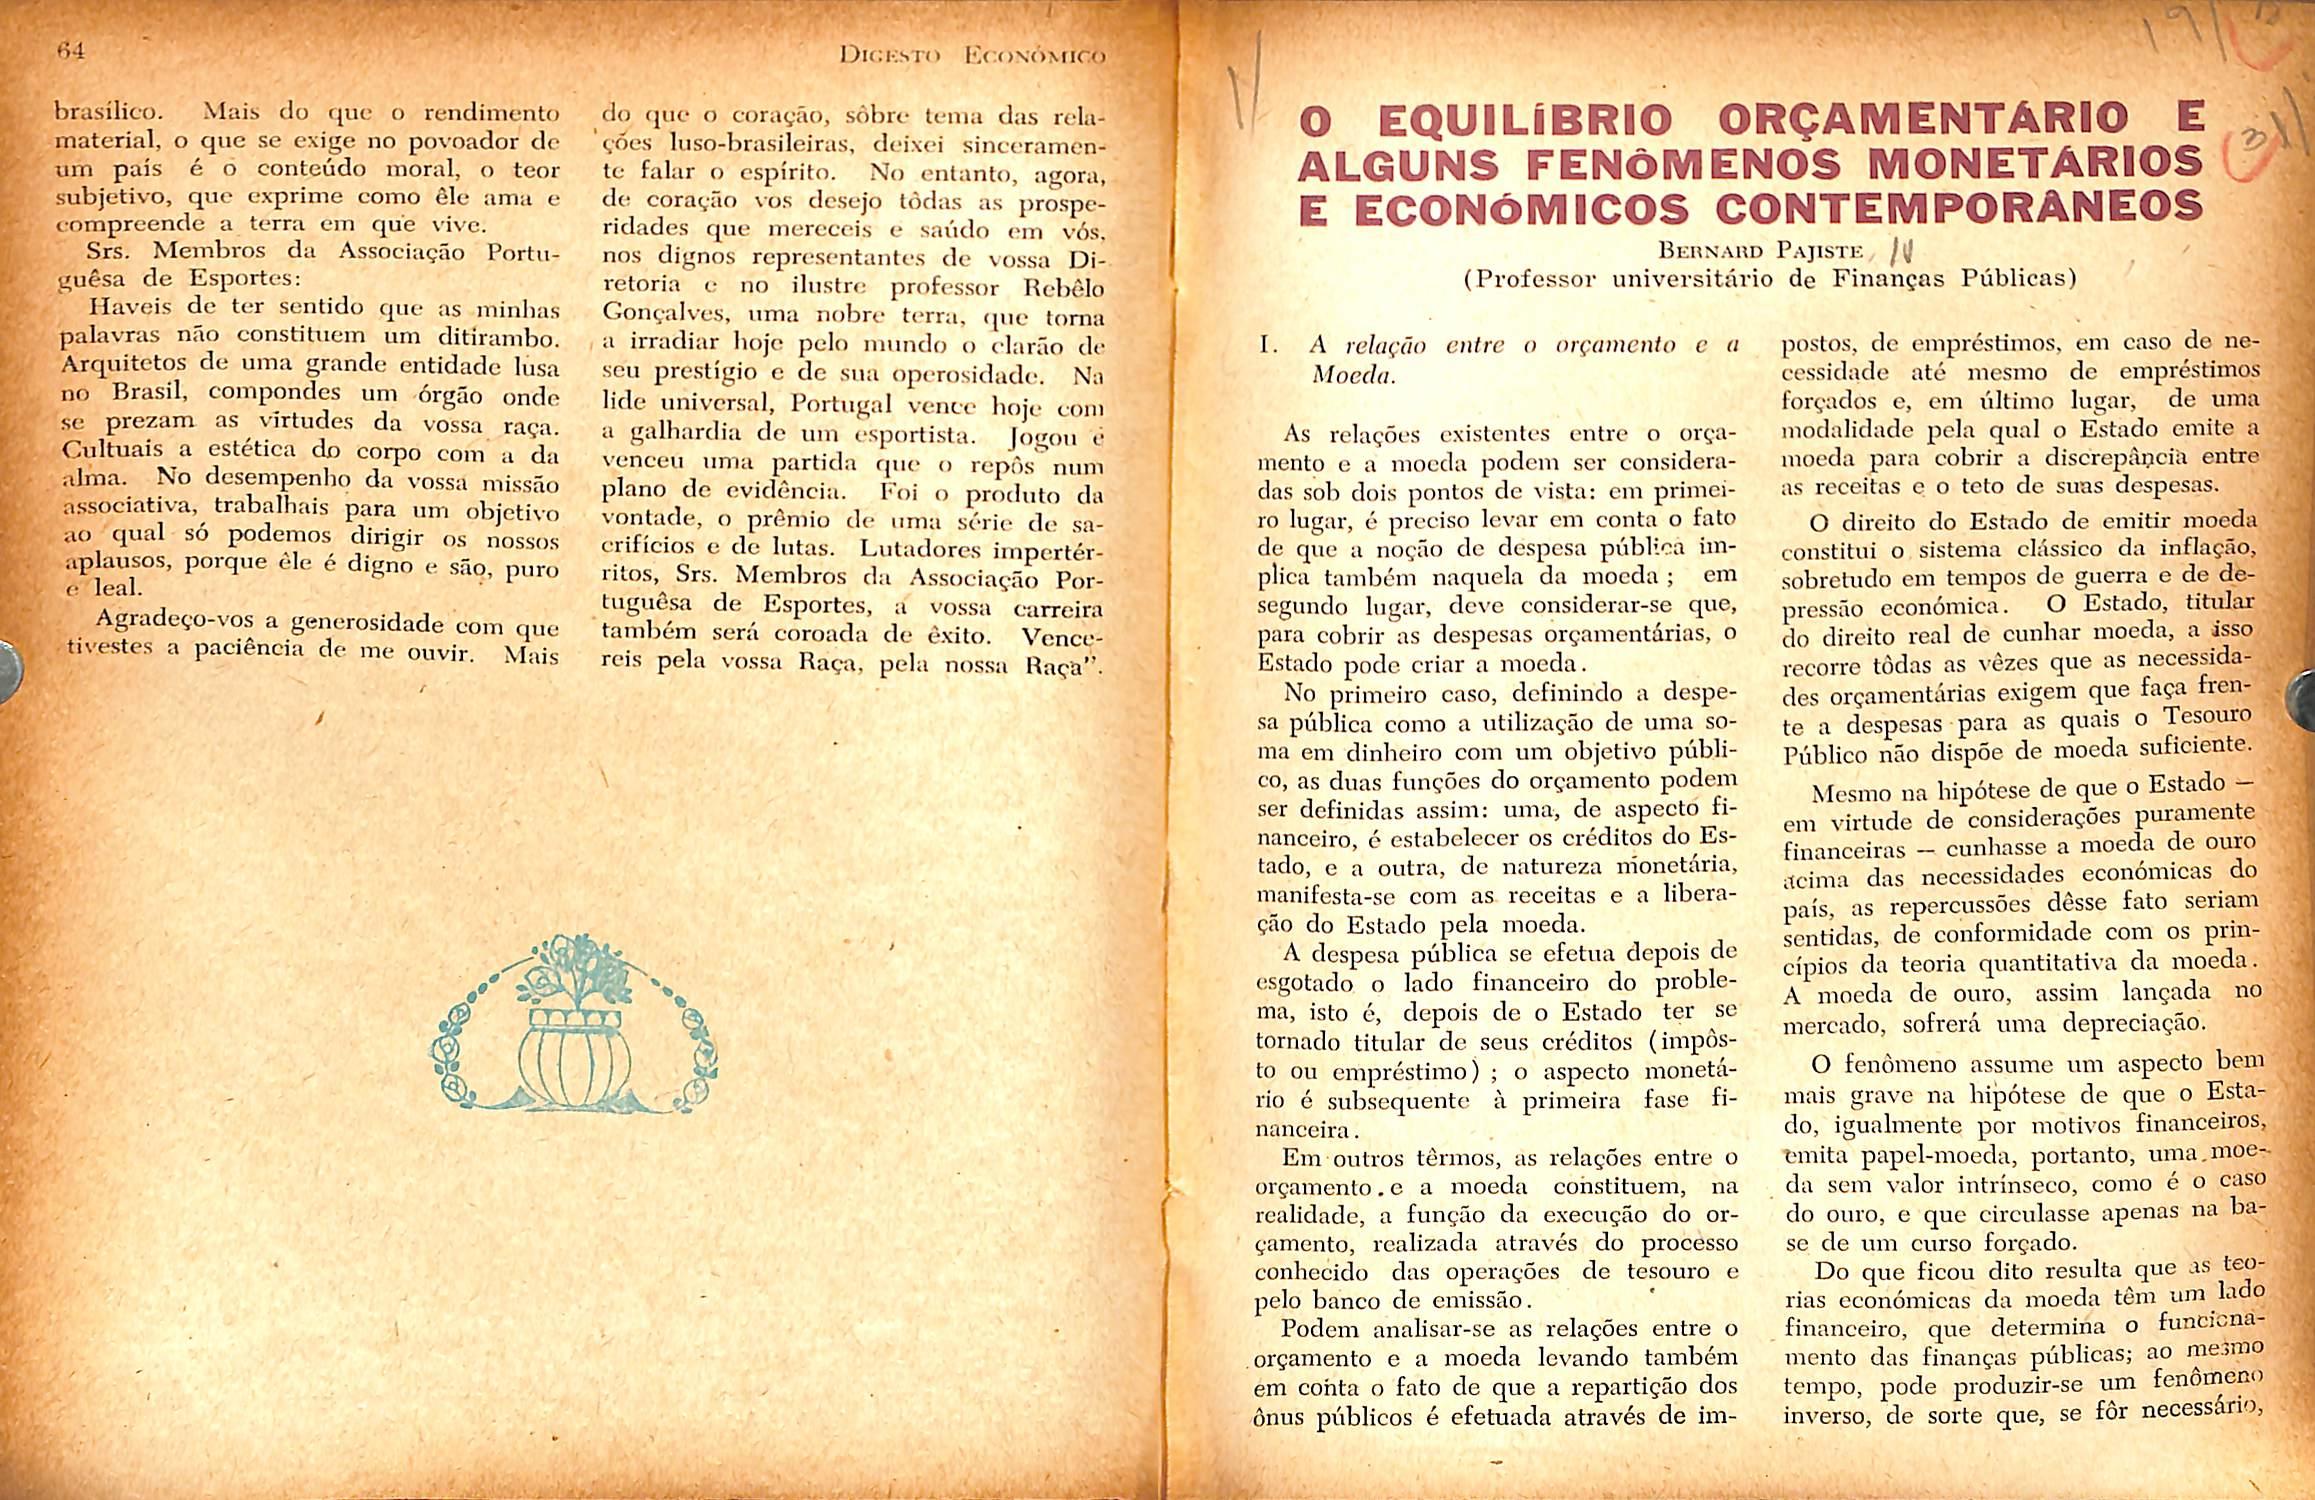 64
DIGESTO ECONÓMICO
brasílico. Mais do que o rendimento
material, o que se exige no povoador de
um país é o conteúdo moral, o teor
subjetivo, que exprime como êle ama e
compreende a terra em que vive.
Srs. Membros da Associação Portu-
guêsa de Esportes:
Haveis de ter sentido que as minhas
palavras não constituem um ditirambo.
Arquitetos de uma grande entidade lusa
no Brasil, compondes um órgão onde
se prezam as virtudes da vossa raça.
Cultuais a estética do corpo com a da
alma. No desempenho da vossa missão
associativa, trabalhais para um objetivo
ao qual só podemos dirigir os nossos
aplausos, porque êle é digno e são, puro
e leal.
Agradeço-vos a generosidade com que
tivestes a paciência de me ouvir. Mais
do que o coração, sôbre tema das rela-
ções luso-brasileiras, deixei sinceramen-
te falar o espírito. No entanto, agora,
de coração vos desejo tôdas as prospe-
ridades que mereceis e saúdo em vós,
nos dignos representantes de vossa Di-
retoria e no ilustre professor Rebêlo
Gonçalves, uma nobre terra, que torna
a irradiar hoje pelo mundo o clarão de
seu prestígio e de sua operosidade. Na
lide universal, Portugal vence hoje com
a galhardia de um esportista. Jogou e
venceu uma partida que o repôs num
plano de evidência. Foi o produto da
vontade, o prêmio de uma série de sa-
crifícios e de lutas. Lutadores impertér-
ritos, Srs. Membros da Associação Por-
tuguêsa de Esportes, a vossa carreira
também será coroada de êxito. Vence-
reis pela vossa Raça, pela nossa Raça".
O EQUILÍBRIO ORÇAMENTÁRIO E
ALGUNS FENÔMENOS MONETÁRIOS
E ECONÓMICOS CONTEMPORÂNEOS
BERNARD PAJISTE
(Professor universitário de Finanças Públicas)
I. A relação entre o orçamento e a
Moeda.
As relações existentes entre o orça-
mento e a moeda podem ser considera-
das sob dois pontos de vista: em primei-
ro lugar, é preciso levar em conta o fato
de que a noção de despesa pública im-
plica também naquela da moeda; em
segundo lugar, deve considerar-se que,
para cobrir as despesas orçamentárias, o
Estado pode criar a moeda.
No primeiro caso, definindo a despe-
sa pública como a utilização de uma so-
ma em dinheiro com um objetivo públi-
co, as duas funções do orçamento podem
ser definidas assim: uma, de aspecto fi-
nanceiro, é estabelecer os créditos do Es-
tado, e a outra, de natureza monetária,
manifesta-se com as receitas e a libera-
ção do Estado pela moeda.
A despesa pública se efetua depois de
esgotado o lado financeiro do proble-
ma, isto é, depois de o Estado ter se
tornado titular de seus créditos (impôs-
to ou empréstimo); o aspecto monetá-
rio é subsequente à primeira fase fi-
nanceira.
Em outros têrmos, as relações entre o
orçamento e a moeda constituem, na
realidade, a função da execução do or-
çamento, realizada através do processo
conhecido das operações de tesouro e
pelo banco de emissão.
Podem analisar-se as relações entre o
orçamento e a moeda levando também
em conta o fato de que a repartição dos
ônus públicos é efetuada através de im-
postos, de empréstimos, em caso de ne-
cessidade até mesmo de empréstimos
forçados e, em último lugar, de uma
modalidade pela qual o Estado emite a
moeda para cobrir a discrepância entre
as receitas e o teto de suas despesas.
O direito do Estado de emitir moeda
constitui o sistema clássico da inflação,
sobretudo em tempos de guerra e de de-
pressão económica. O Estado, titular
do direito real de cunhar moeda, a isso
recorre tôdas as vêzes que as necessida-
des orçamentárias exigem que faça fren-
te a despesas para as quais o Tesouro
Público não dispõe de moeda suficiente.
Mesmo na hipótese de que o Estado —
em virtude de considerações puramente
financeiras — cunhasse a moeda de ouro
acima das necessidades económicas do
país, as repercussões dêsse fato seriam
sentidas, de conformidade com os prin-
cípios da teoria quantitativa da moeda.
A moeda de ouro, assim lançada no
mercado, sofrerá uma depreciação.
O fenômeno assume um aspecto bem
mais grave na hipótese de que o Esta-
do, igualmente por motivos financeiros,
emita papel-moeda, portanto, uma moe-
da sem valor intrínseco, como é o caso
do ouro, e que circulasse apenas na ba-
se de um curso forçado.
Do que ficou dito resulta que as teo-
rias económicas da moeda têm um lado
financeiro, que determina o funciona-
mento das finanças públicas; ao mesmo
tempo, pode produzir-se um fenômeno
inverso, de sorte que, se fôr necessário,